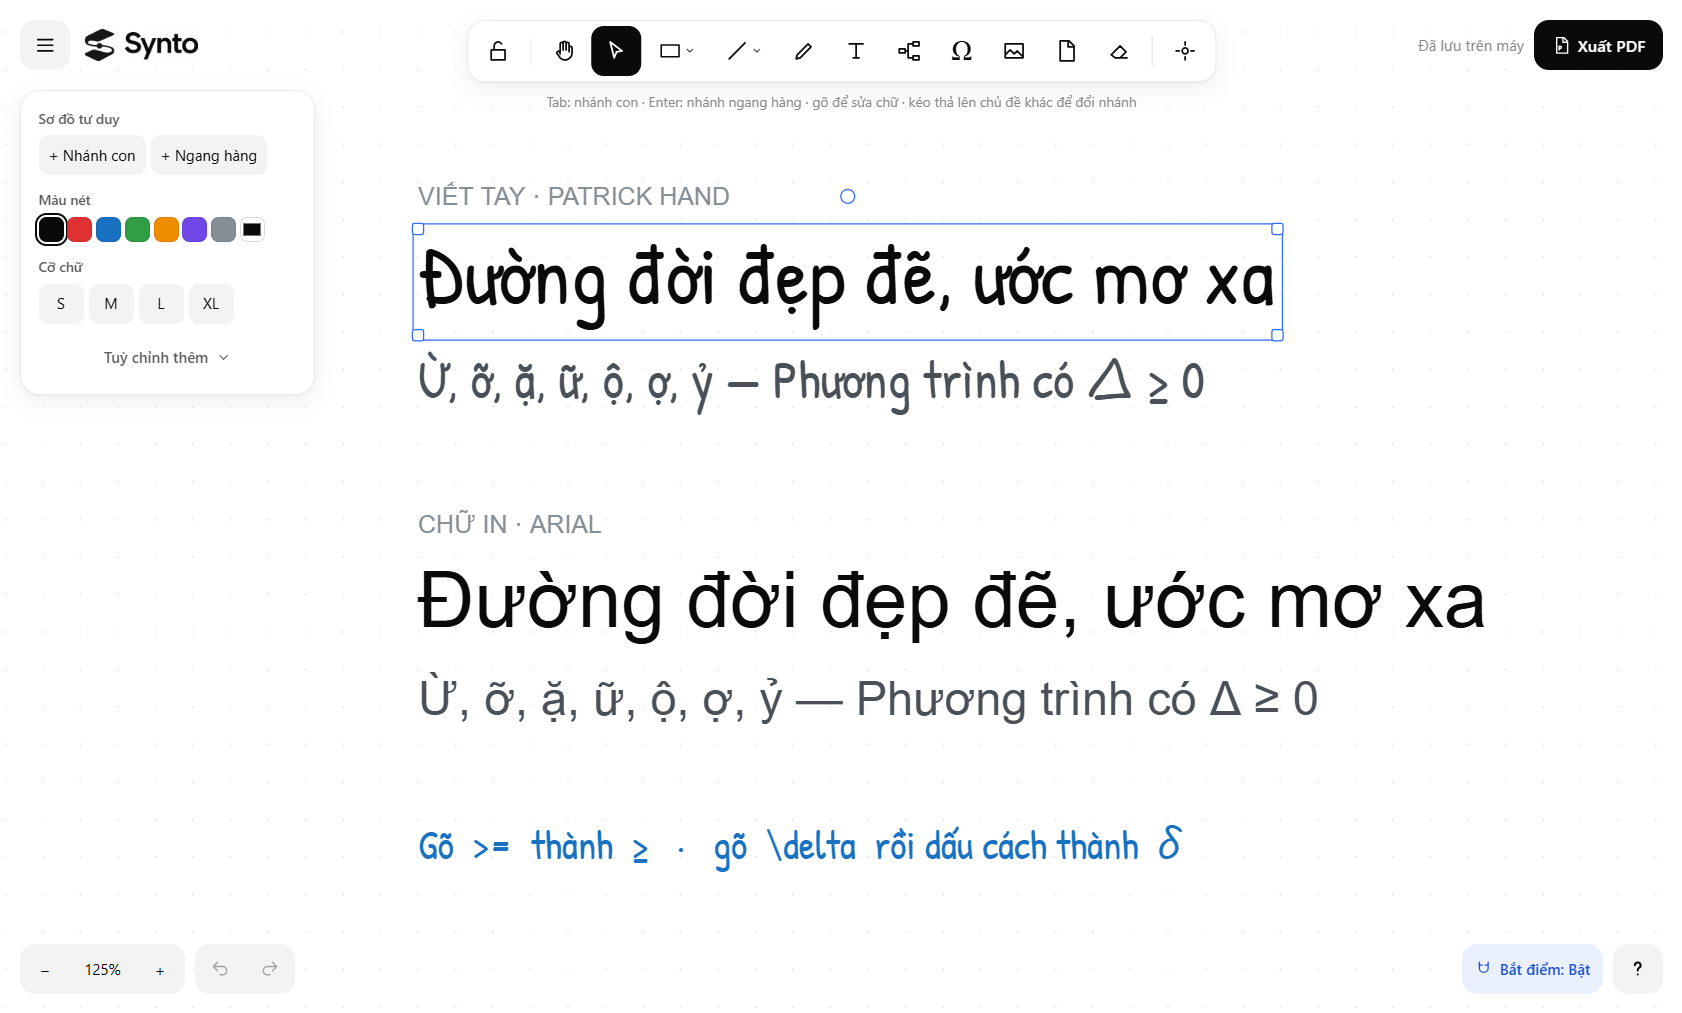 Synto
Đã lưu trên máy
Xuất PDF
Tab: nhánh con · Enter: nhánh ngang hàng · gõ để sửa chữ · kéo thả lên chủ đề khác để đổi nhánh
Sơ đồ tư duy
+ Nhánh con
+ Ngang hàng
Màu nét
Cỡ chữ
S M L XL
Tuỳ chỉnh thêm
VIẾT TAY · PATRICK HAND
Đường đời đẹp đẽ, ước mơ xa
Ừ, ỡ, ặ, ữ, ộ, ợ, ỷ — Phương trình có Δ ≥ 0
CHỮ IN · ARIAL
Đường đời đẹp đẽ, ước mơ xa
Ừ, ỡ, ặ, ữ, ộ, ợ, ỷ — Phương trình có Δ ≥ 0
Gõ >= thành ≥ · gõ \delta rồi dấu cách thành δ
− 125% +
Bắt điểm: Bật
?